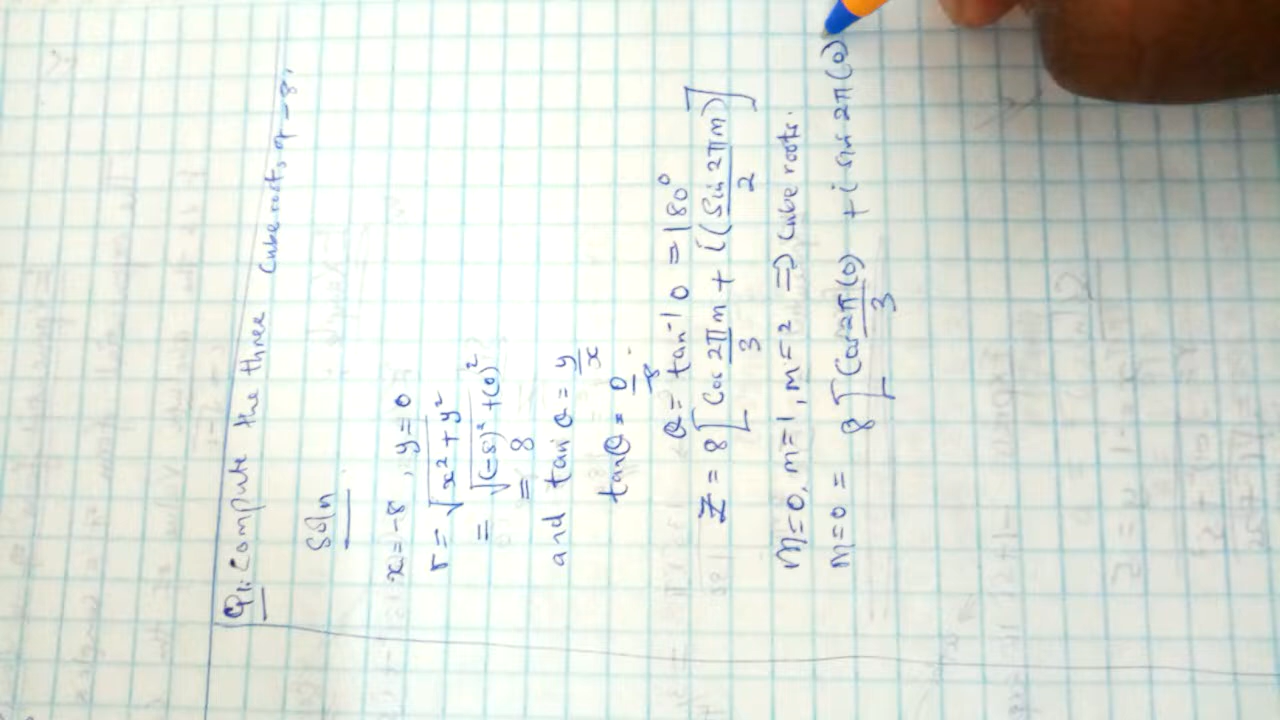 Q1: Compute the three cube roots of -8.
Soln
x = -8 , y = 0
r = √x² + y²
= √(-8)² + (0)²
= 8
and tan θ = y/x
tan θ = 0/8.
θ = tan⁻¹ 0 = 180°
Z = 8 [Cos 2πm/3 + i(Sin 2πm)/2]
m=0, m=1, m=2 ⇒ Cube roots.
m=0 = 8 [Cos 2π(0)/3 + i sin 2π(0)